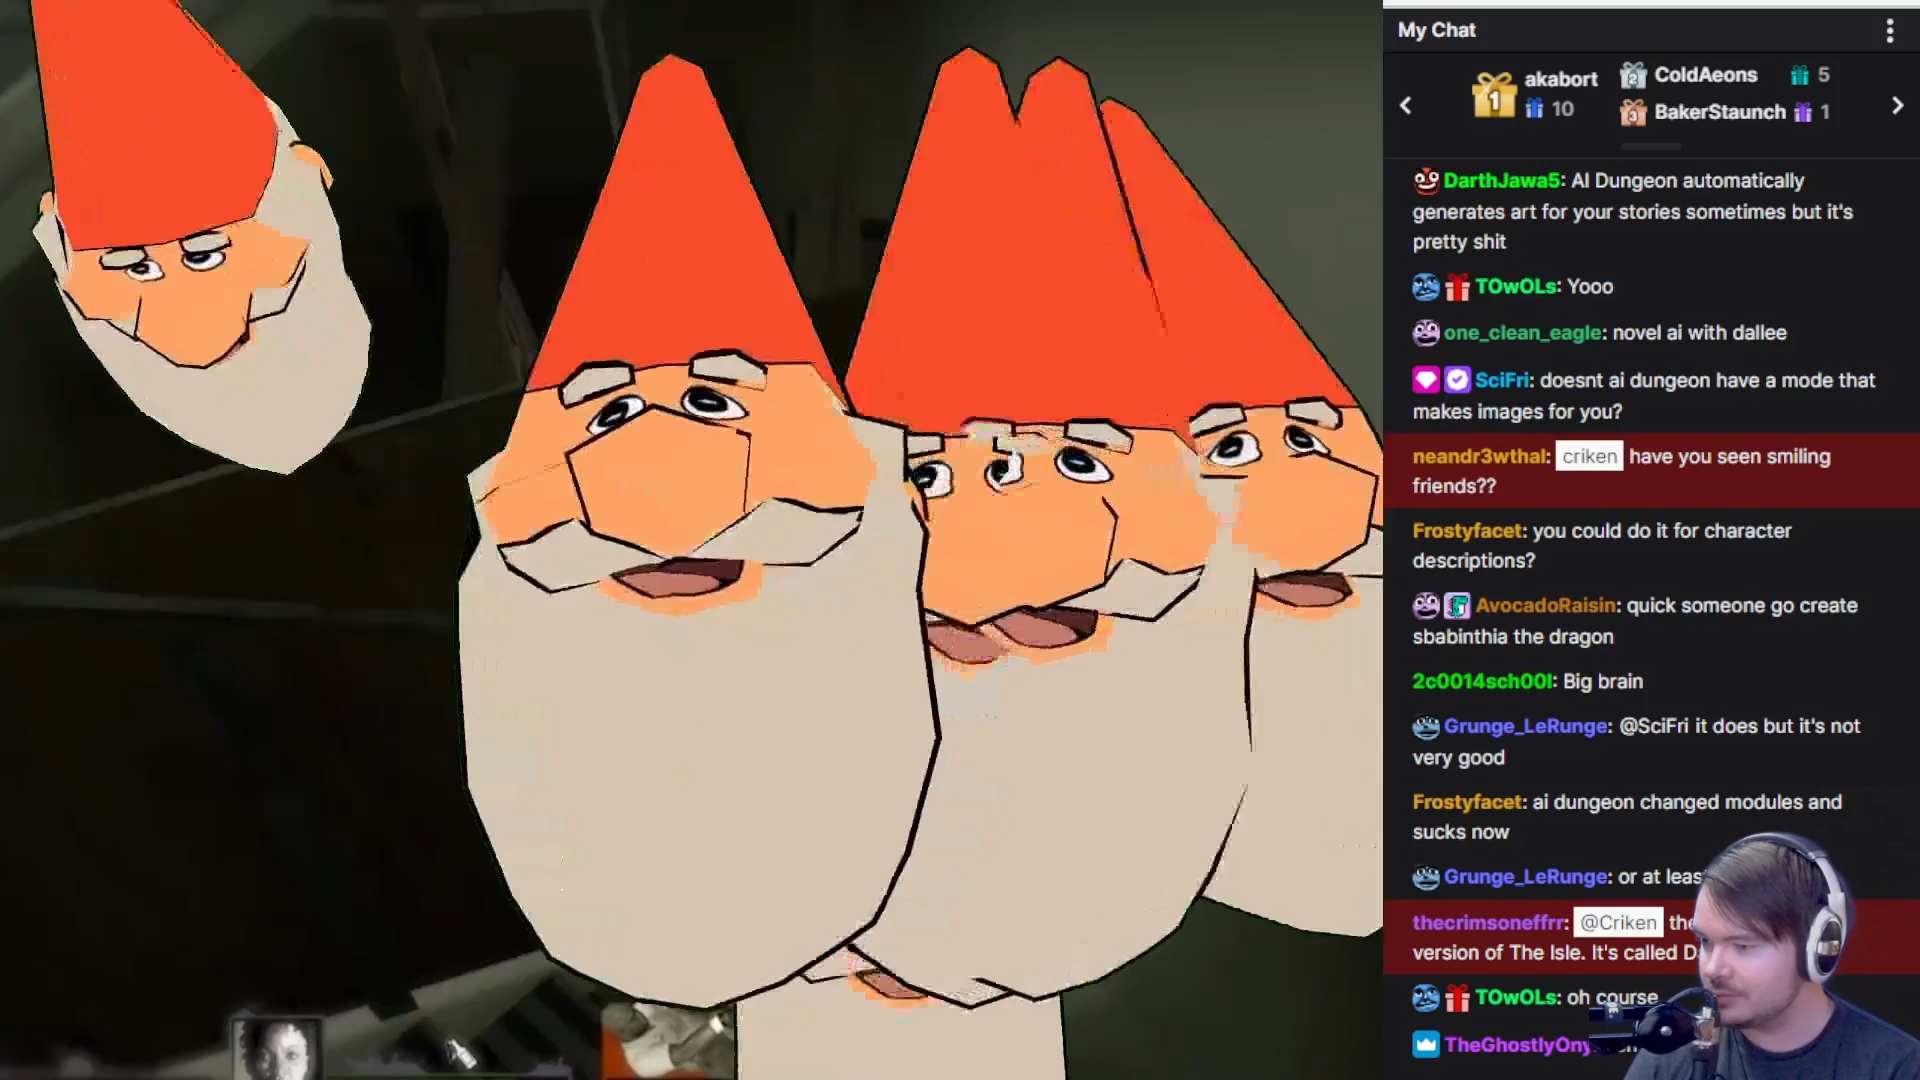 My Chat
akabort
10
ColdAeons 5
BakerStaunch 1
1
2
3
DarthJawa5: AI Dungeon automatically
generates art for your stories sometimes but it's
pretty shit
TOwOLs: Yooo
one_clean_eagle: novel ai with dallee
SciFri: doesnt ai dungeon have a mode that
makes images for you?
neandr3wthal: criken have you seen smiling
friends??
Frostyfacet: you could do it for character
descriptions?
AvocadoRaisin: quick someone go create
sbabinthia the dragon
2c0014sch00l: Big brain
Grunge_LeRunge: @SciFri it does but it's not
very good
Frostyfacet: ai dungeon changed modules and
sucks now
Grunge_LeRunge: or at leas
thecrimsoneffrr: @Criken the
version of The Isle. It's called D
TOwOLs: oh course
TheGhostlyOny